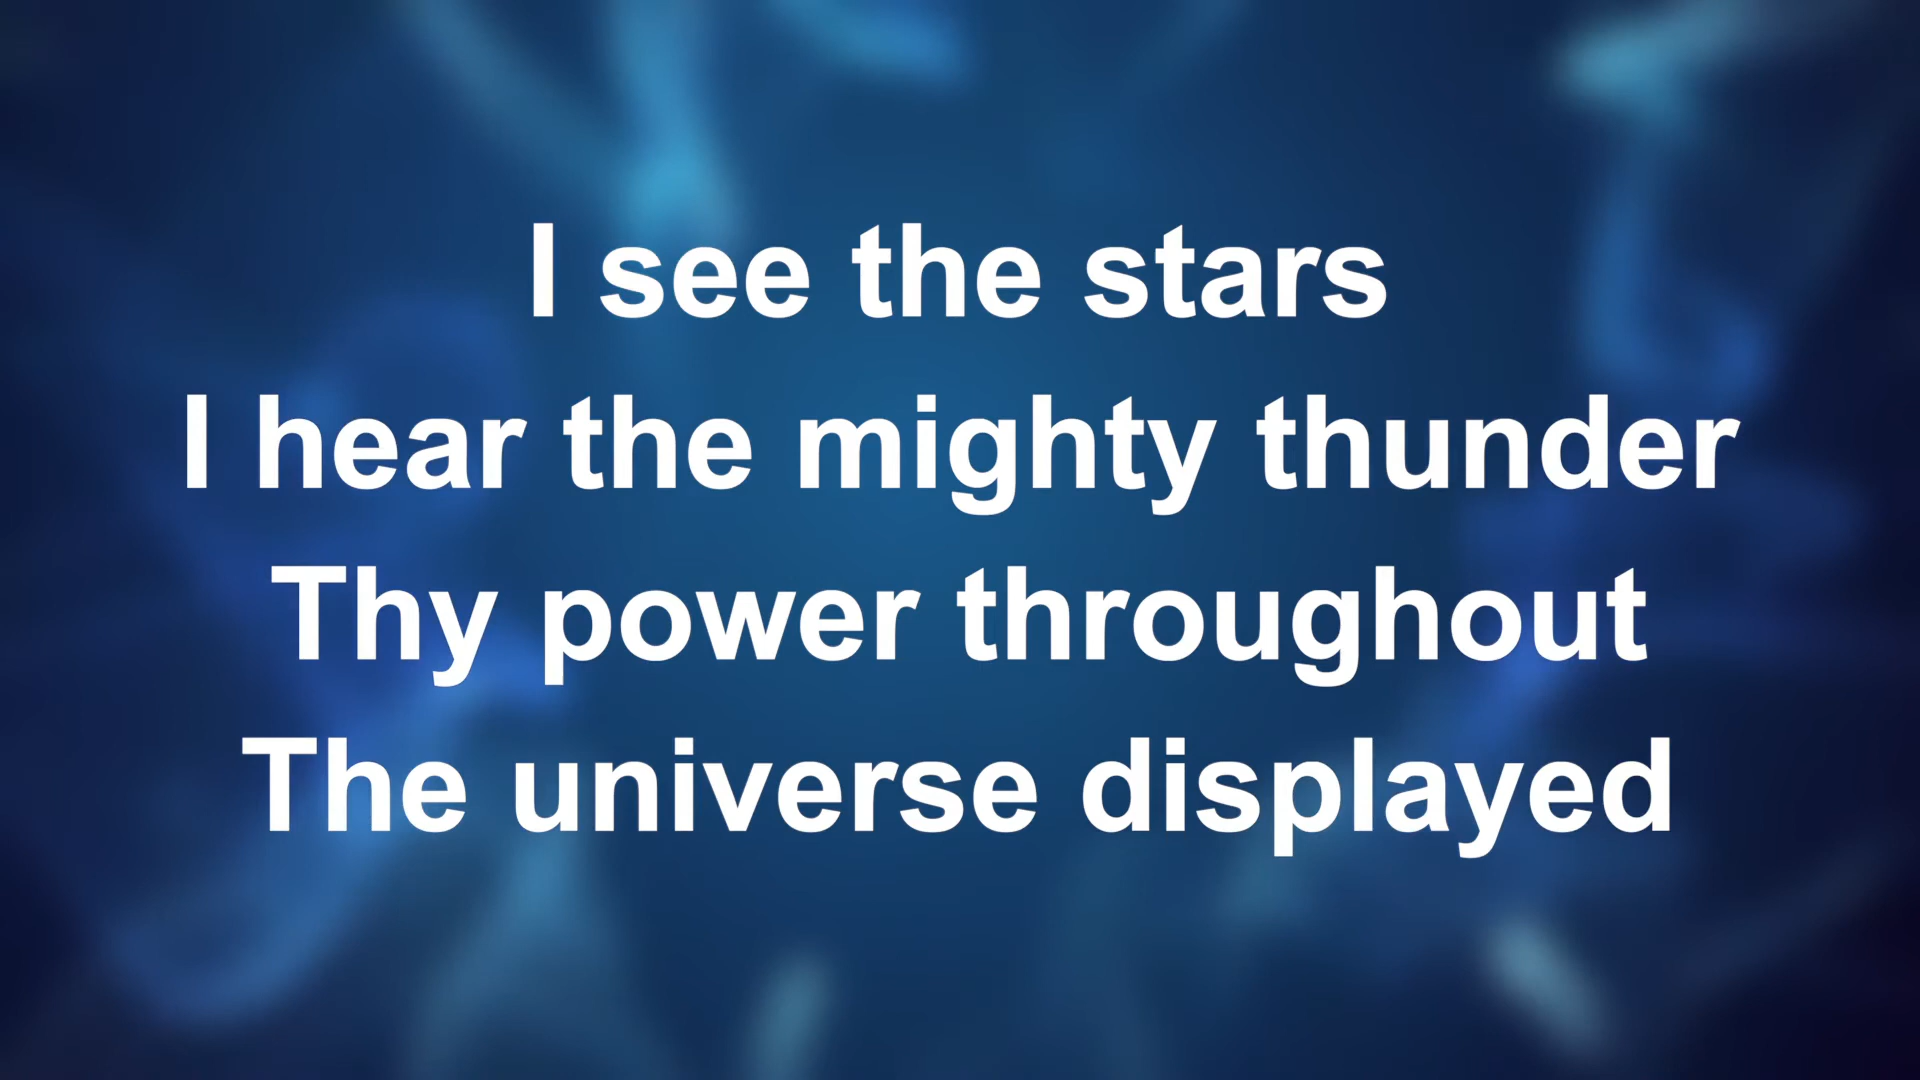 I see the stars
I hear the mighty thunder
Thy power throughout
The universe displayed